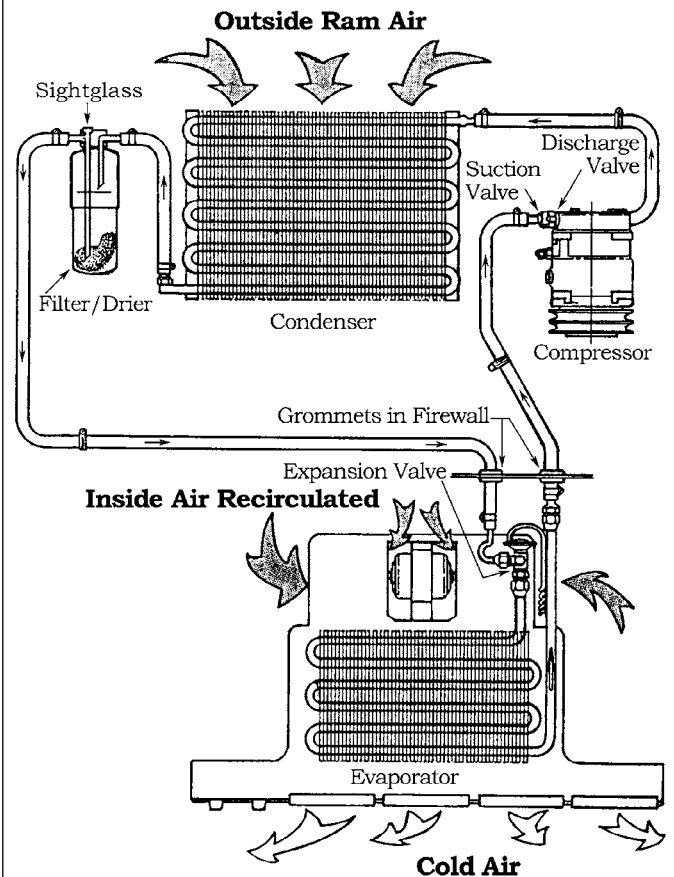 Outside Ram Air
Sightglass
Discharge
Valve
Suction
Valve
Filter/Drier
Condenser
Compressor
Grommets in Firewall
Expansion Valve
Inside Air Recirculated
Evaporator
Cold Air